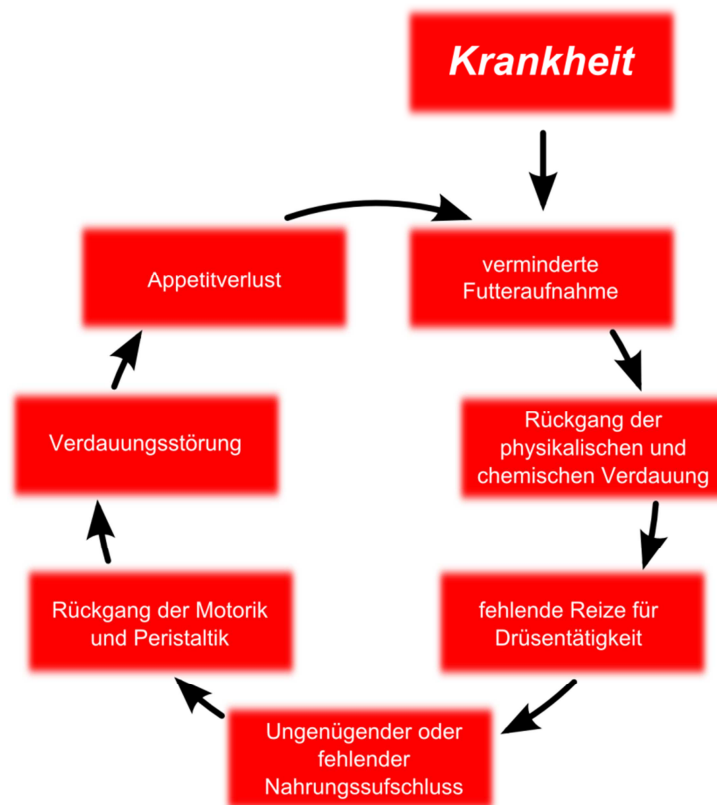 Krankheit
verminderte
Futteraufnahme
Rückgang der
physikalischen und
chemischen Verdauung
fehlende Reize für
Drüsentätigkeit
Ungenügender oder
fehlender
Nahrungssufschluss
Rückgang der Motorik
und Peristaltik
Verdauungsstörung
Appetitverlust